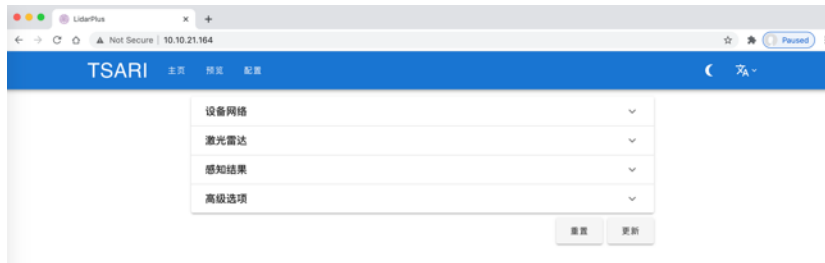 LidarPlus
Not Secure 10.10.21.164 Paused
TSARI 主页 预览 配置
设备网络
激光雷达
感知结果
高级选项
重置 更新